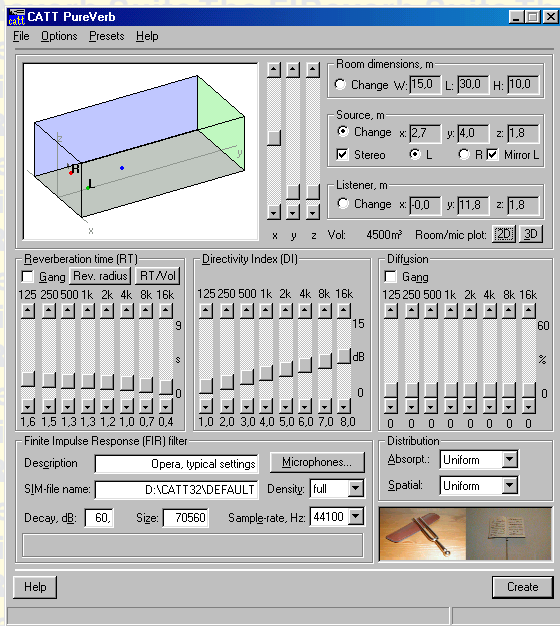 CATT PureVerb
File Options Presets Help
Room dimensions, m
Change W: 15,0 L: 30,0 H: 10,0
Source, m
Change x: 2,7 y: 4,0 z: 1,8
Stereo L R Mirror L
Listener, m
Change x: -0,0 y: 11,8 z: 1,8
z
R
L
y
x
x y z Vol: 4500m³ Room/mic plot: 2D 3D
Reverberation time (RT)
Gang Rev. radius RT/Vol
125 250 500 1k 2k 4k 8k 16k
9
s
0
1,6 1,5 1,3 1,3 1,2 1,0 0,7 0,4
Directivity Index (DI)
125 250 500 1k 2k 4k 8k 16k
15
dB
0
1,0 2,0 3,0 4,0 5,0 6,0 7,0 8,0
Diffusion
Gang
125 250 500 1k 2k 4k 8k 16k
60
%
0
0 0 0 0 0 0 0 0
Finite Impulse Response (FIR) filter
Description Opera, typical settings Microphones...
SIM-file name: D:\CATT32\DEFAULT Density: full
Decay, dB: 60, Size: 70560 Sample-rate, Hz: 44100
Distribution
Absorpt.: Uniform
Spatial: Uniform
Help Create